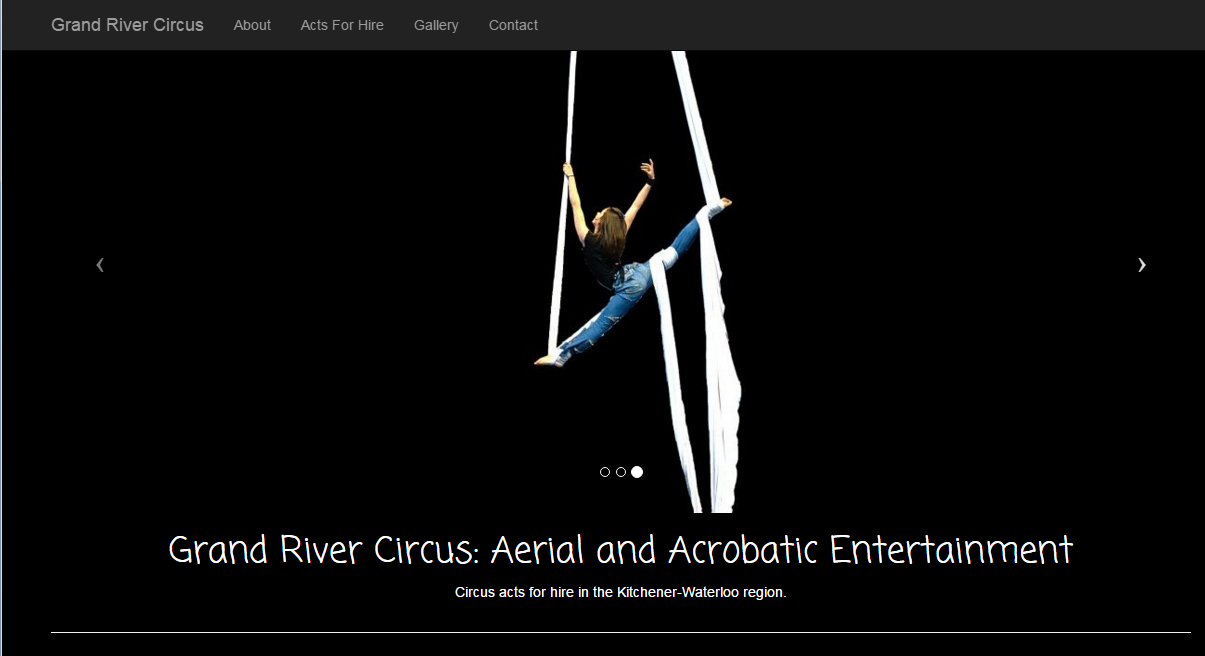 Grand River Circus About Acts For Hire Gallery Contact
Grand River Circus: Aerial and Acrobatic Entertainment
Circus acts for hire in the Kitchener-Waterloo region.